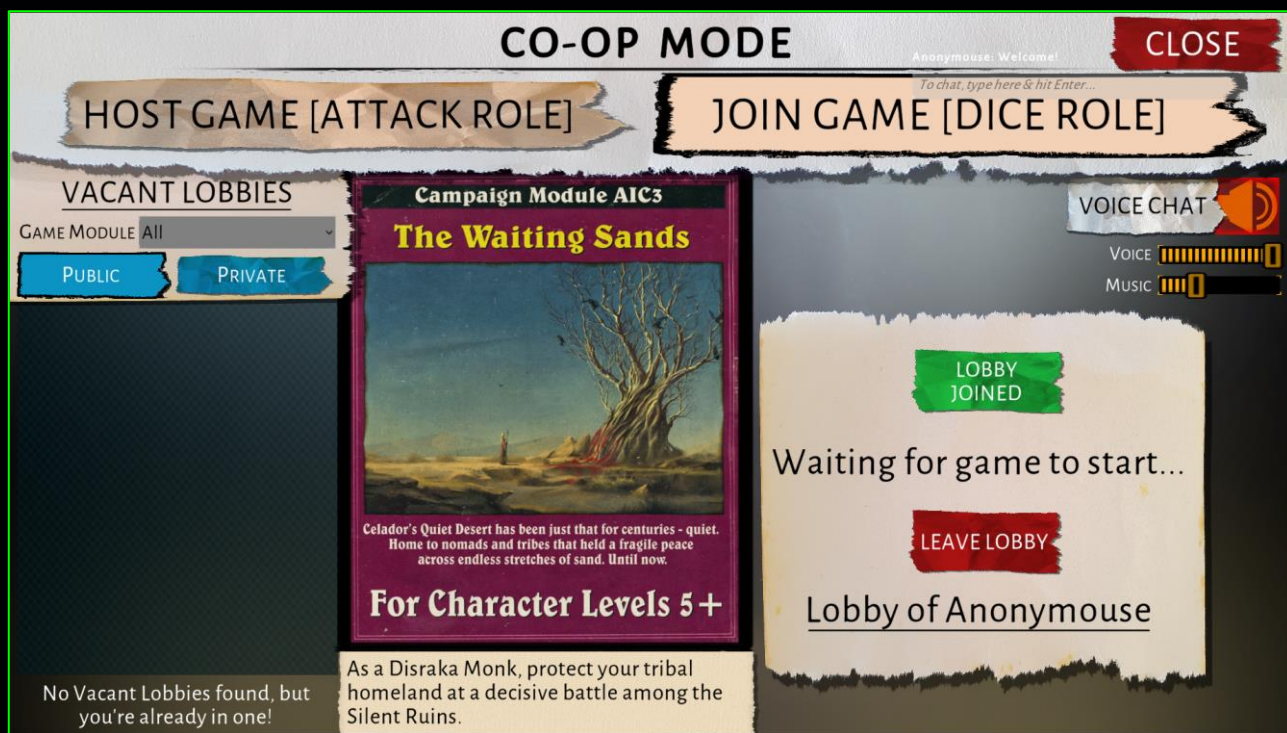 CO-OP MODE
Anonymouse: Welcome!
CLOSE
To chat, type here & hit Enter...
HOST GAME [ATTACK ROLE]
JOIN GAME [DICE ROLE]
VACANT LOBBIES
GAME MODULE All
PUBLIC
PRIVATE
Campaign Module AIC3
The Waiting Sands
Celador's Quiet Desert has been just that for centuries - quiet.
Home to nomads and tribes that held a fragile peace
across endless stretches of sand. Until now.
For Character Levels 5+
As a Disraka Monk, protect your tribal
homeland at a decisive battle among the
Silent Ruins.
No Vacant Lobbies found, but
you're already in one!
VOICE CHAT
VOICE
MUSIC
LOBBY
JOINED
Waiting for game to start...
LEAVE LOBBY
Lobby of Anonymouse